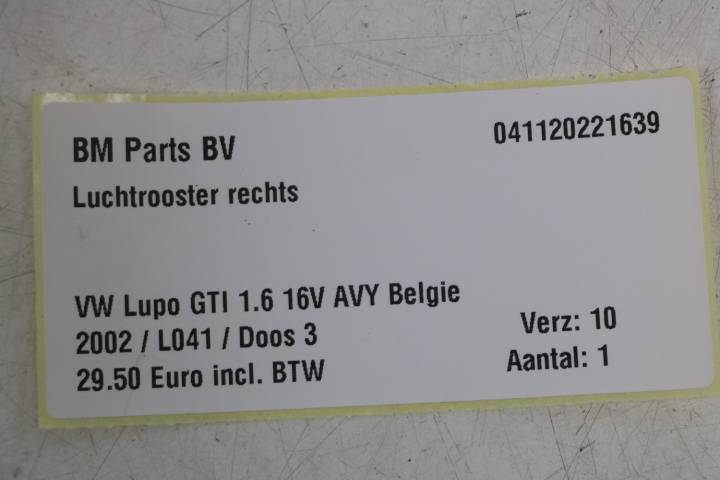 BM Parts BV
041120221639
Luchtrooster rechts
VW Lupo GTI 1.6 16V AVY Belgie
2002 / L041 / Doos 3
Verz: 10
29.50 Euro incl. BTW
Aantal: 1